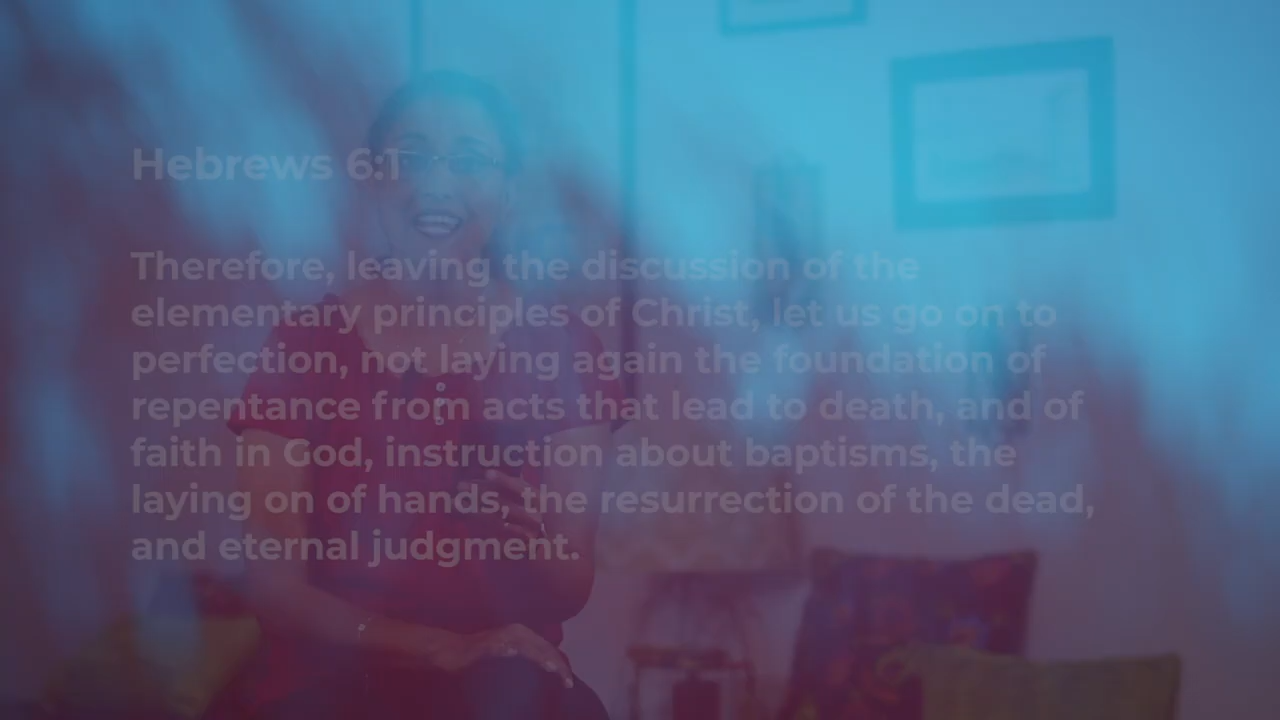 Hebrews 6:1
Therefore, leaving the discussion of the
elementary principles of Christ, let us go on to
perfection, not laying again the foundation of
repentance from acts that lead to death, and of
faith in God, instruction about baptisms, the
laying on of hands, the resurrection of the dead,
and eternal judgment.